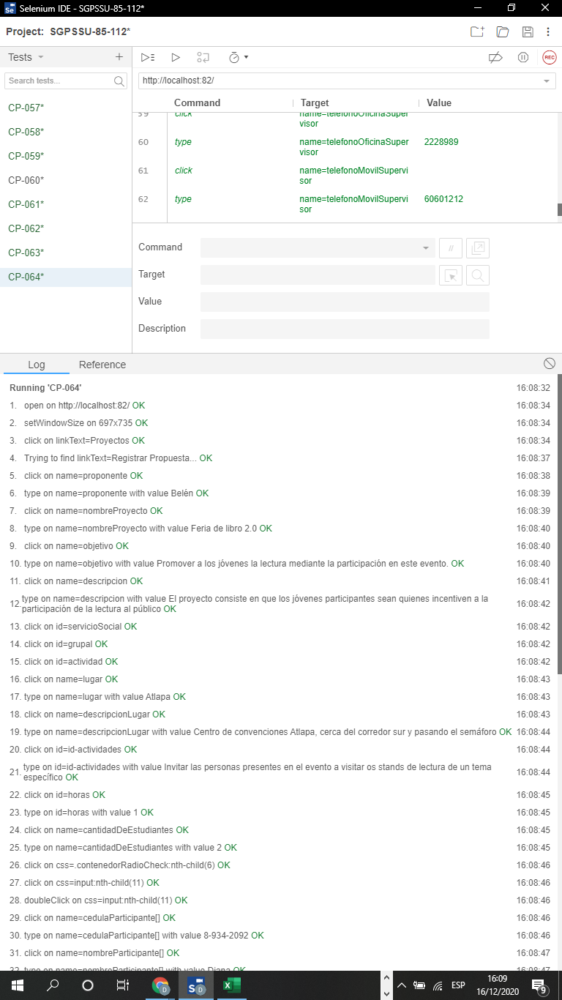 Selenium IDE - SGPSSU-85-112*
Project: SGPSSU-85-112*
Tests
Search tests...
CP-057*
CP-058*
CP-059*
CP-060*
CP-061*
CP-062*
CP-063*
CP-064*
REC
http://localhost:82/
Command Target Value
59 click name=telefonoOficinaSuper
visor
60 type name=telefonoOficinaSuper 2228989
visor
61 click name=telefonoMovilSupervi
sor
62 type name=telefonoMovilSupervi 60601212
sor
Command //
Target
Value
Description
Log Reference
Running 'CP-064' 16:08:32
1. open on http://localhost:82/ OK 16:08:34
2. setWindowSize on 697x735 OK 16:08:34
3. click on linkText=Proyectos OK 16:08:34
4. Trying to find linkText=Registrar Propuesta... OK 16:08:37
5. click on name=proponente OK 16:08:38
6. type on name=proponente with value Belén OK 16:08:39
7. click on name=nombreProyecto OK 16:08:39
8. type on name=nombreProyecto with value Feria de libro 2.0 OK 16:08:40
9. click on name=objetivo OK 16:08:40
10. type on name=objetivo with value Promover a los jóvenes la lectura mediante la participación en este evento. OK 16:08:40
11. click on name=descripcion OK 16:08:41
12. type on name=descripcion with value El proyecto consiste en que los jóvenes participantes sean quienes incentiven a la 16:08:42
participación de la lectura al público OK
13. click on id=servicioSocial OK 16:08:42
14. click on id=grupal OK 16:08:42
15. click on id=actividad OK 16:08:42
16. click on name=lugar OK 16:08:43
17. type on name=lugar with value Atlapa OK 16:08:43
18. click on name=descripcionLugar OK 16:08:43
19. type on name=descripcionLugar with value Centro de convenciones Atlapa, cerca del corredor sur y pasando el semáforo OK 16:08:44
20. click on id=id-actividades OK 16:08:44
21. type on id=id-actividades with value Invitar las personas presentes en el evento a visitar os stands de lectura de un tema 16:08:44
específico OK
22. click on id=horas OK 16:08:45
23. type on id=horas with value 1 OK 16:08:45
24. click on name=cantidadDeEstudiantes OK 16:08:45
25. type on name=cantidadDeEstudiantes with value 2 OK 16:08:45
26. click on css=.contenedorRadioCheck:nth-child(6) OK 16:08:46
27. click on css=input:nth-child(11) OK 16:08:46
28. doubleClick on css=input:nth-child(11) OK 16:08:46
29. click on name=cedulaParticipante[] OK 16:08:46
30. type on name=cedulaParticipante[] with value 8-934-2092 OK 16:08:46
31. click on name=nombreParticipante[] OK 16:08:47
32. type on name=nombreParticipante[] with value Diana OK 16:08:47
ESP
16:09
16/12/2020
9